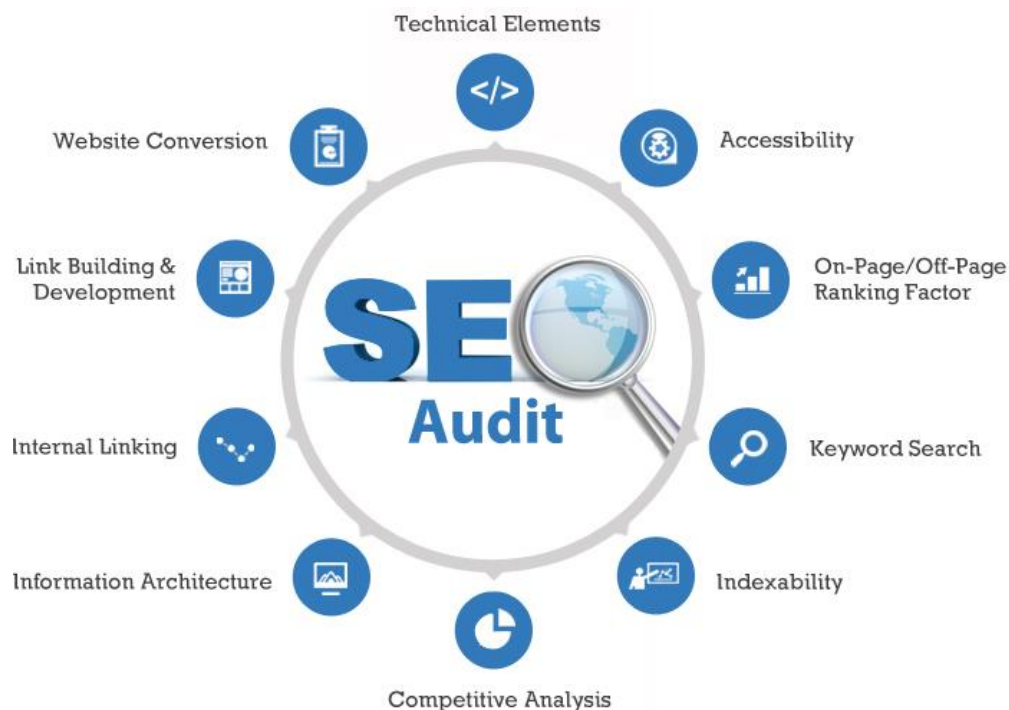 Technical Elements
</>
Website Conversion
Accessibility
Link Building &
Development
On-Page/Off-Page
Ranking Factor
SEO
Audit
Internal Linking
Keyword Search
Information Architecture
Indexability
Competitive Analysis